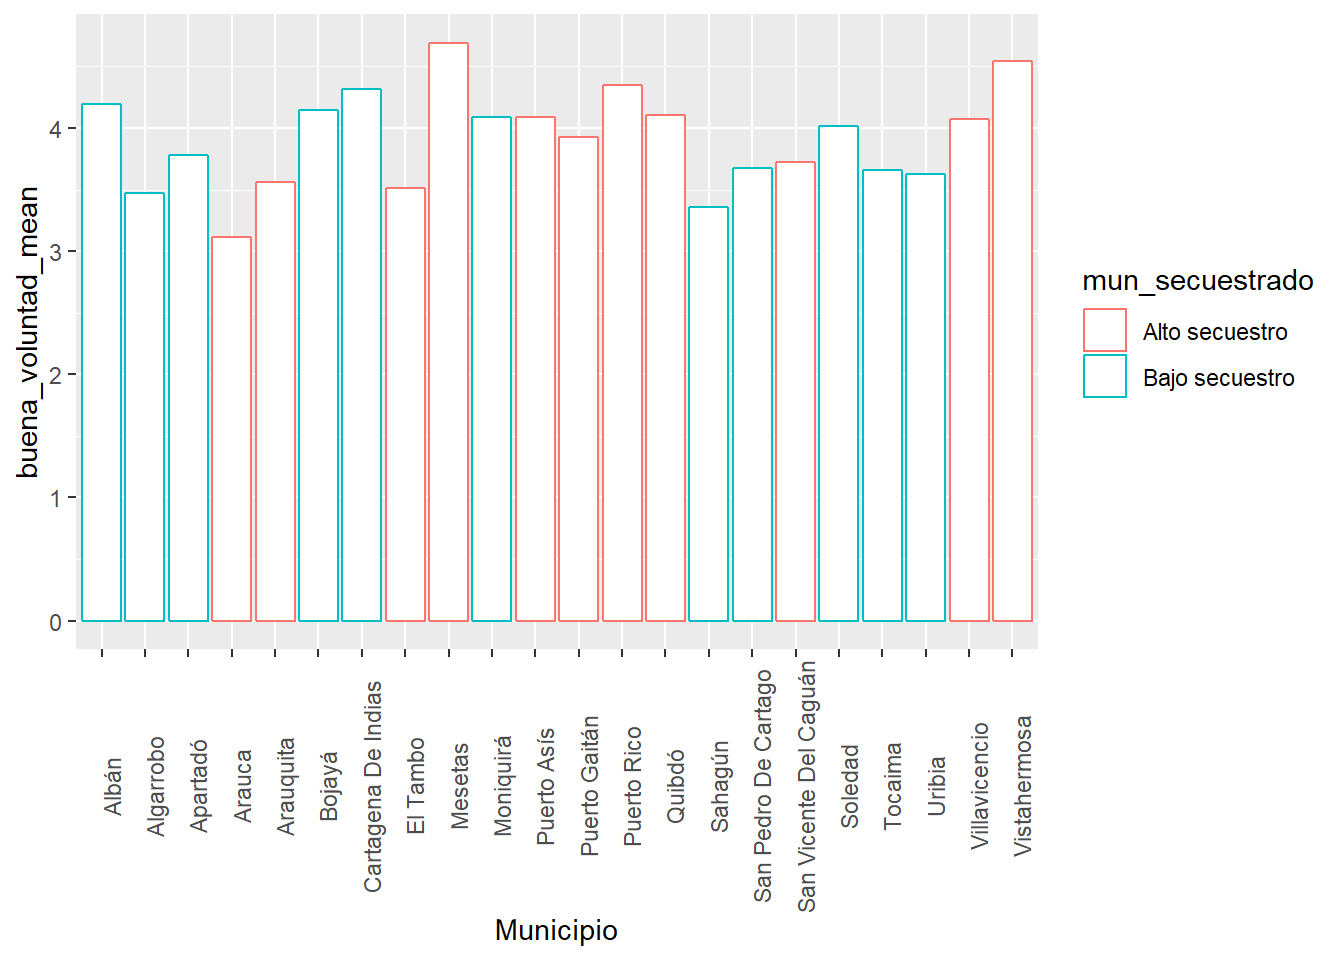 buena_voluntad_mean
4
3
2
1
0
Albán
Algarrobo
Apartadó
Arauca
Arauquita
Bojayá
Cartagena De Indias
El Tambo
Mesetas
Moniquirá
Puerto Asís
Puerto Gaitán
Puerto Rico
Quibdó
Sahagún
San Pedro De Cartago
San Vicente Del Caguán
Soledad
Tocaima
Uribia
Villavicencio
Vistahermosa
Municipio
mun_secuestrado
Alto secuestro
Bajo secuestro